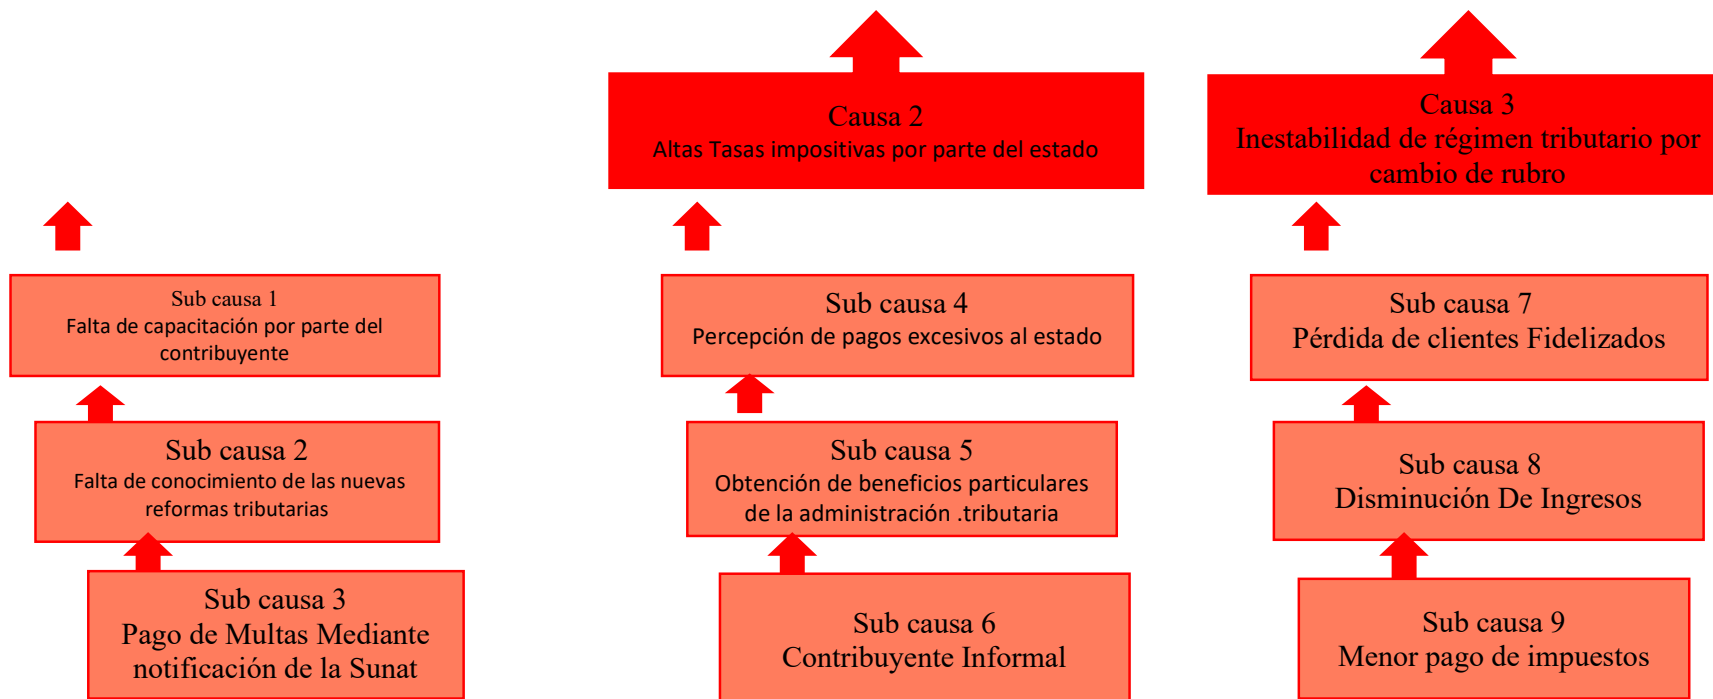 Causa 2
Altas Tasas impositivas por parte del estado
Causa 3
Inestabilidad de régimen tributario por
cambio de rubro
Sub causa 1
Falta de capacitación por parte del
contribuyente
Sub causa 4
Percepción de pagos excesivos al estado
Sub causa 7
Pérdida de clientes Fidelizados
Sub causa 2
Falta de conocimiento de las nuevas
reformas tributarias
Sub causa 5
Obtención de beneficios particulares
de la administración .tributaria
Sub causa 8
Disminución De Ingresos
Sub causa 3
Pago de Multas Mediante
notificación de la Sunat
Sub causa 6
Contribuyente Informal
Sub causa 9
Menor pago de impuestos